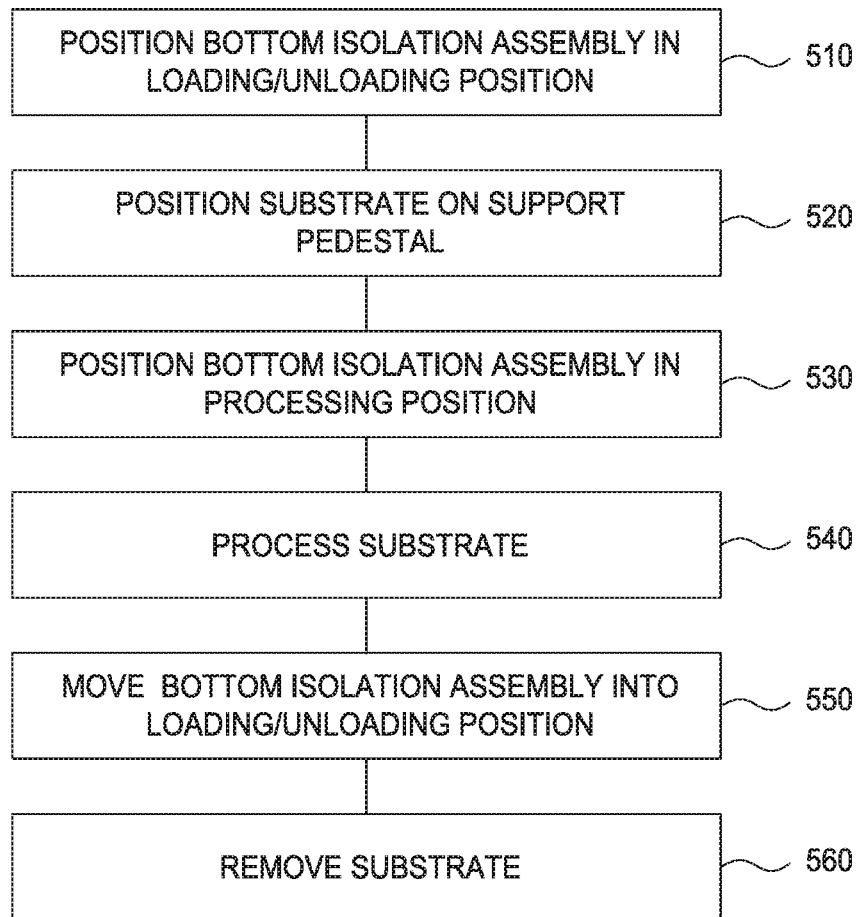 POSITION BOTTOM ISOLATION ASSEMBLY IN
LOADING/UNLOADING POSITION
510
POSITION SUBSTRATE ON SUPPORT
PEDESTAL
520
POSITION BOTTOM ISOLATION ASSEMBLY IN
PROCESSING POSITION
530
PROCESS SUBSTRATE
540
MOVE BOTTOM ISOLATION ASSEMBLY INTO
LOADING/UNLOADING POSITION
550
REMOVE SUBSTRATE
560